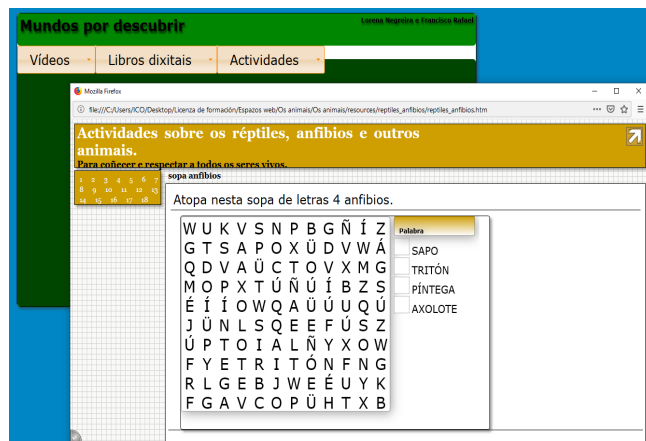 Mundos por descubrir
Lorena Negreira e Francisco Rafael
Vídeos
Libros dixitais
Actividades
Mozilla Firefox
file:///C:/Users/ICO/Desktop/Licenza de formación/Espazos web/Os animais/Os animais/resources/reptiles_anfibios/reptiles_anfibios.htm
Actividades sobre os réptiles, anfibios e outros
animais.
Para coñecer e respectar a todos os seres vivos.
1 2 3 4 5 6 7
8 9 10 11 12 13
14 15 16 17 18
sopa anfibios
Atopa nesta sopa de letras 4 anfibios.
W U K V S N P B G Ñ Í Z
G T S A P O X Ü D V W Á
Q D V A Ü C T O V X M G
M O P X T Ú Ñ Ú Í B Z S
É Í Í O W Q A Ü Ú U Q Ú
J Ü N L S Q E E F Ú S Z
Ú P T O I A L Ñ Y X O W
F Y E T R I T Ó N F N G
R L G E B J W E É U Y K
F G A V C O P Ü H T X B
Palabra
SAPO
TRITÓN
PÍNTEGA
AXOLOTE